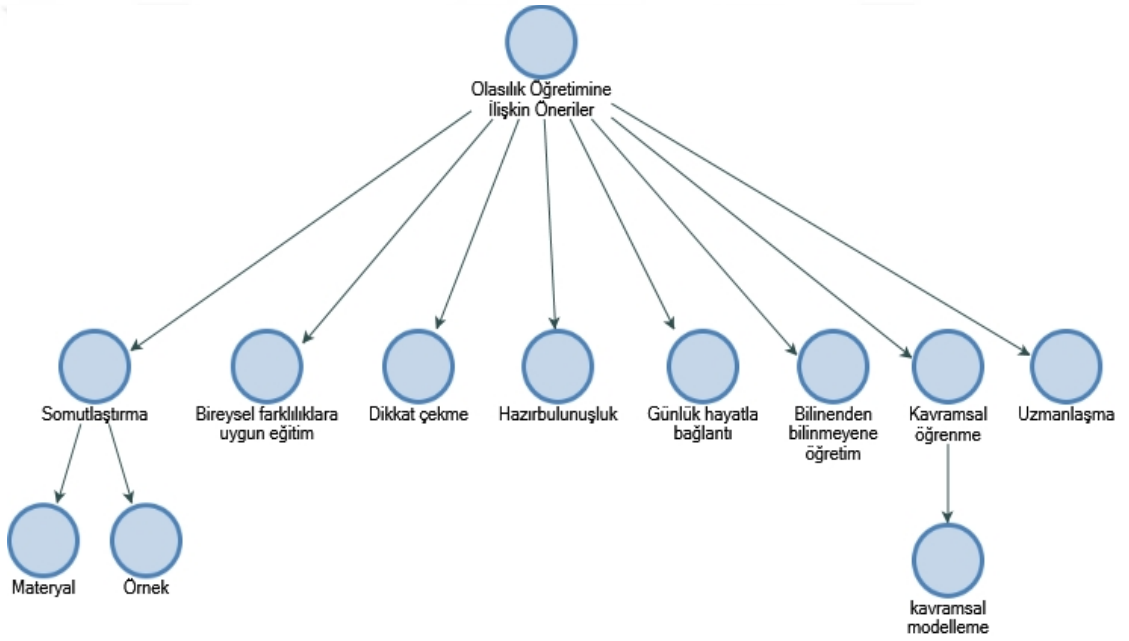 Olasılık Öğretimine
İlişkin Öneriler
Somutlaştırma
Bireysel farklılıklara
uygun eğitim
Dikkat çekme
Hazırbulunuşluk
Günlük hayatla
bağlantı
Bilinenden
bilinmeyene
öğretim
Kavramsal
öğrenme
Uzmanlaşma
Materyal
Örnek
kavramsal
modelleme